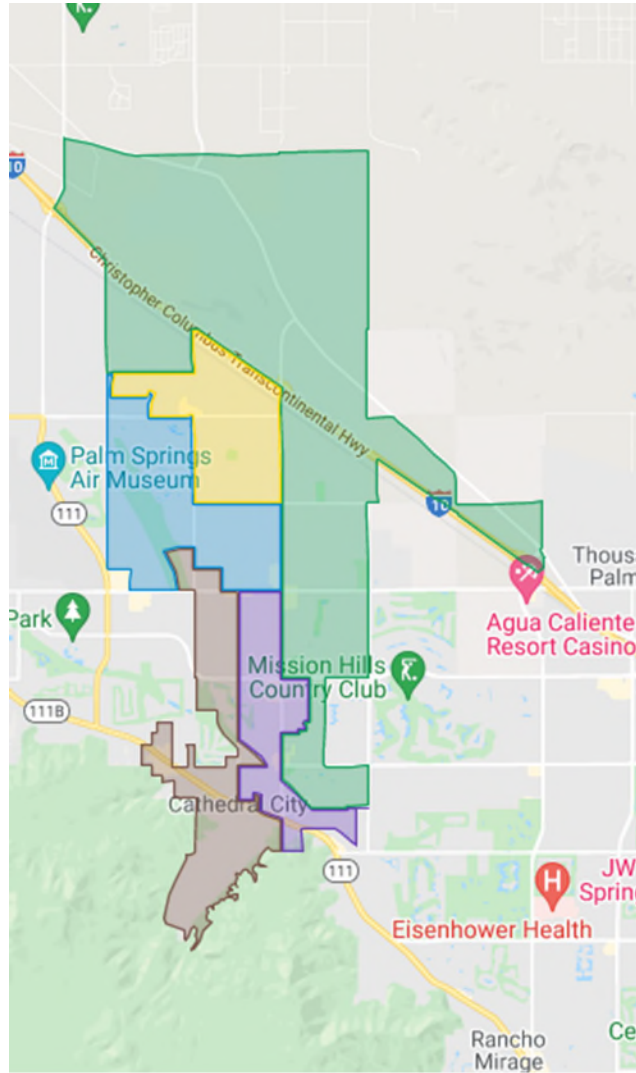 10
Christopher Columbus Transcontinental Hwy
Palm Springs
Air Museum
M
111
10
Thous
Palm
Park
Agua Caliente
Resort Casino
Mission Hills
Country Club
111B
Cathedral City
111
JW
Spring
H
Eisenhower Health
Rancho
Mirage
Ce